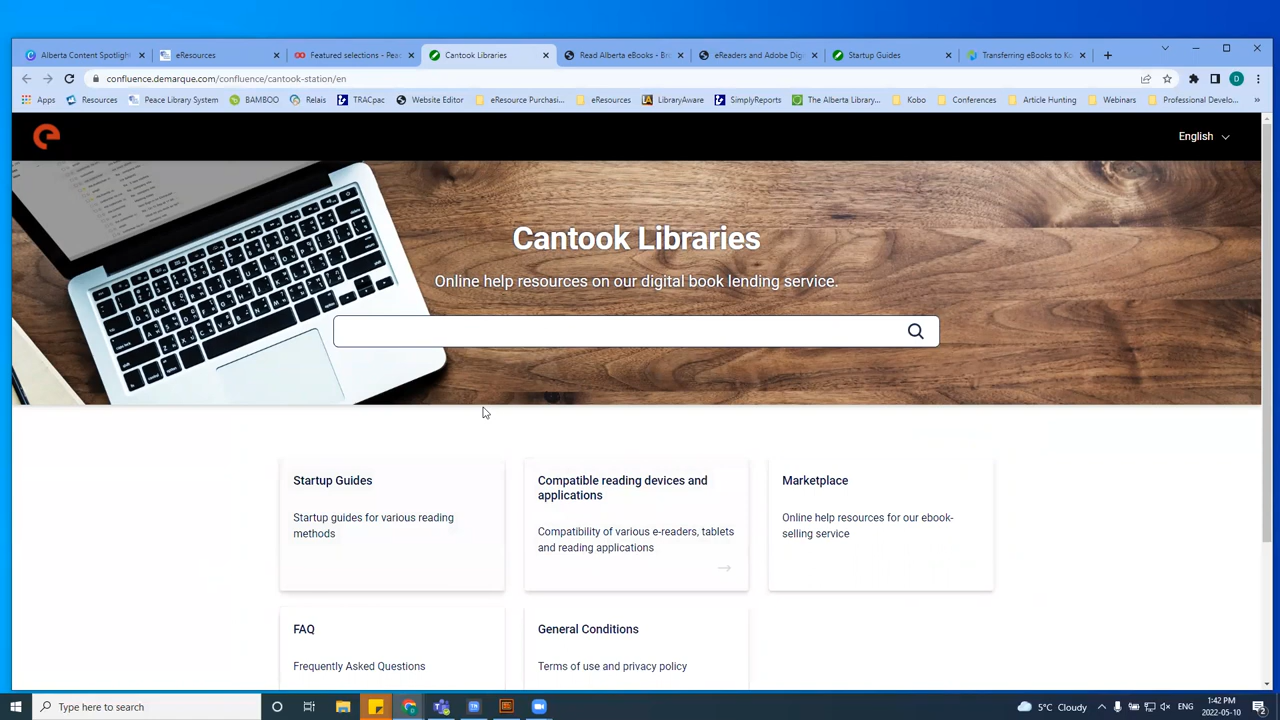 Alberta Content Spotligh
eResources
Featured selections - Peac
Cantook Libraries
Read Alberta eBooks - Br
eReaders and Adobe Dig
Startup Guides
Transferring eBooks to Ko
confluence.demarque.com/confluence/cantook-station/en
D
Apps
Resources
Peace Library System
BAMBOO
Relais
TRACpac
Website Editor
eResource Purchasi...
eResources
LibraryAware
SimplyReports
The Alberta Library...
Kobo
Conferences
Article Hunting
Webinars
Professional Develo...
English
Cantook Libraries
Online help resources on our digital book lending service.
Startup Guides
Startup guides for various reading
methods
Compatible reading devices and
applications
Compatibility of various e-readers, tablets
and reading applications
Marketplace
Online help resources for our ebook-
selling service
FAQ
Frequently Asked Questions
General Conditions
Terms of use and privacy policy
Type here to search
5°C Cloudy
ENG
1:42 PM
2022-05-10
2